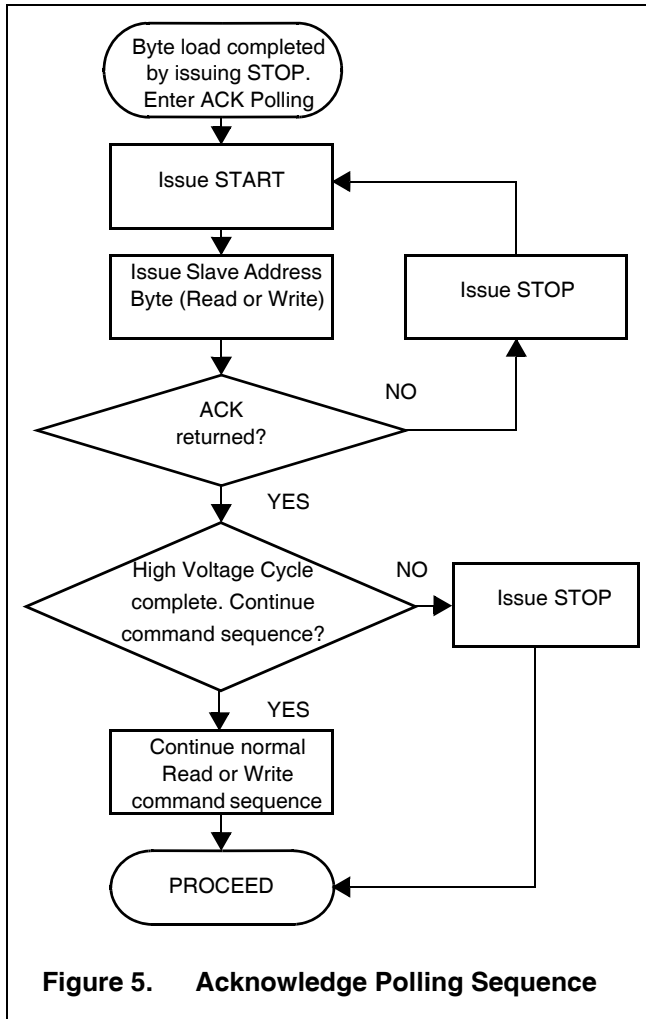 Byte load completed
by issuing STOP.
Enter ACK Polling
Issue START
Issue Slave Address
Byte (Read or Write)
Issue STOP
NO
ACK
returned?
YES
High Voltage Cycle
complete. Continue
command sequence?
NO
Issue STOP
YES
Continue normal
Read or Write
command sequence
PROCEED
Figure 5. Acknowledge Polling Sequence